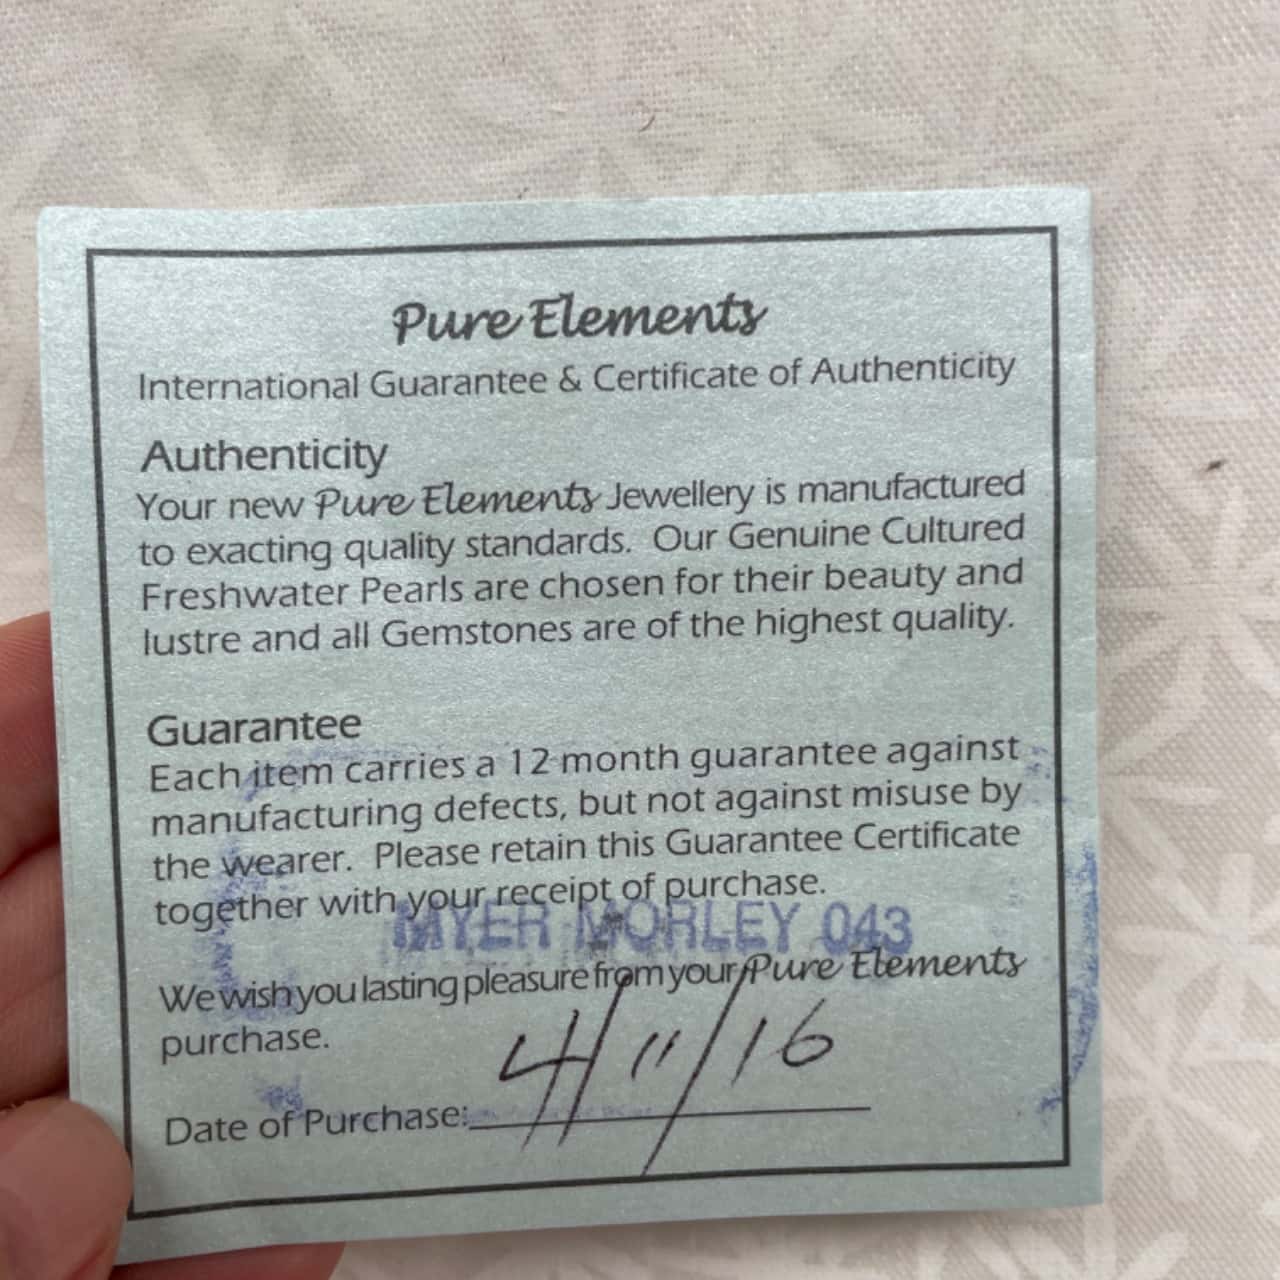 Pure Elements
International Guarantee & Certificate of Authenticity
Authenticity
Your new Pure Elements Jewellery is manufactured
to exacting quality standards. Our Genuine Cultured
Freshwater Pearls are chosen for their beauty and
lustre and all Gemstones are of the highest quality.
Guarantee
Each item carries a 12 month guarantee against
manufacturing defects, but not against misuse by
the wearer. Please retain this Guarantee Certificate
together with your receipt of purchase.
MYER MORLEY 043
We wish you lasting pleasure from your Pure Elements
purchase.
Date of Purchase: 4/11/16